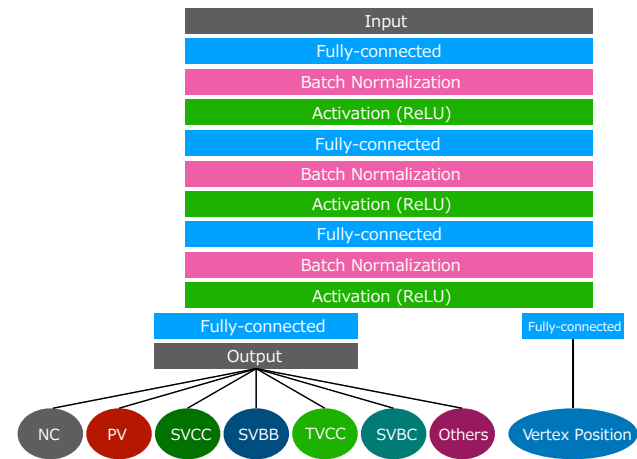 Input
Fully-connected
Batch Normalization
Activation (ReLU)
Fully-connected
Batch Normalization
Activation (ReLU)
Fully-connected
Batch Normalization
Activation (ReLU)
Fully-connected
Fully-connected
Output
NC
PV
SVCC
SVBB
TVCC
SVBC
Others
Vertex Position